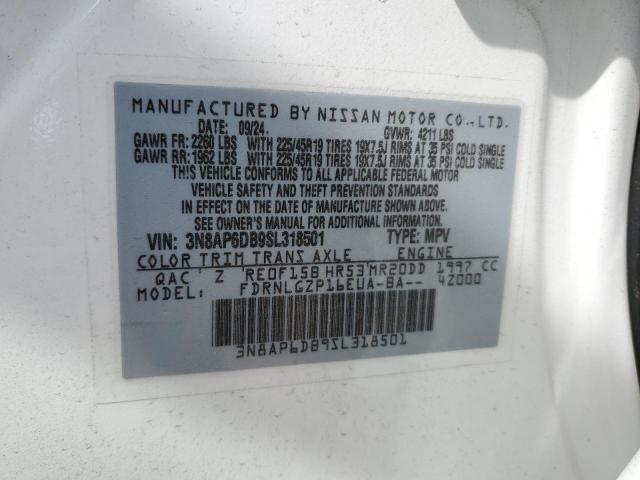 MANUFACTURED BY NISSAN MOTOR CO., LTD.
DATE: 09/24. GVWR: 4211 LBS
GAWR FR: 2260 LBS WITH 225/45R19 TIRES 19X7.5J RIMS AT 35 PSI COLD SINGLE
GAWR RR: 1962 LBS WITH 225/45R19 TIRES 19X7.5J RIMS AT 35 PSI COLD SINGLE
THIS VEHICLE CONFORMS TO ALL APPLICABLE FEDERAL MOTOR
VEHICLE SAFETY AND THEFT PREVENTION STANDARDS
IN EFFECT ON THE DATE OF MANUFACTURE SHOWN ABOVE.
SEE OWNER'S MANUAL FOR FURTHER INFORMATION.
VIN: 3N8AP6DB9SL318501 TYPE: MPV
COLOR TRIM TRANS AXLE ENGINE
QAC Z RE0F15B HR53 MR20DD 1997 CC
MODEL: FDRNLGZP16EUA-BA-- 4Z000
3N8AP6DB9SL318501